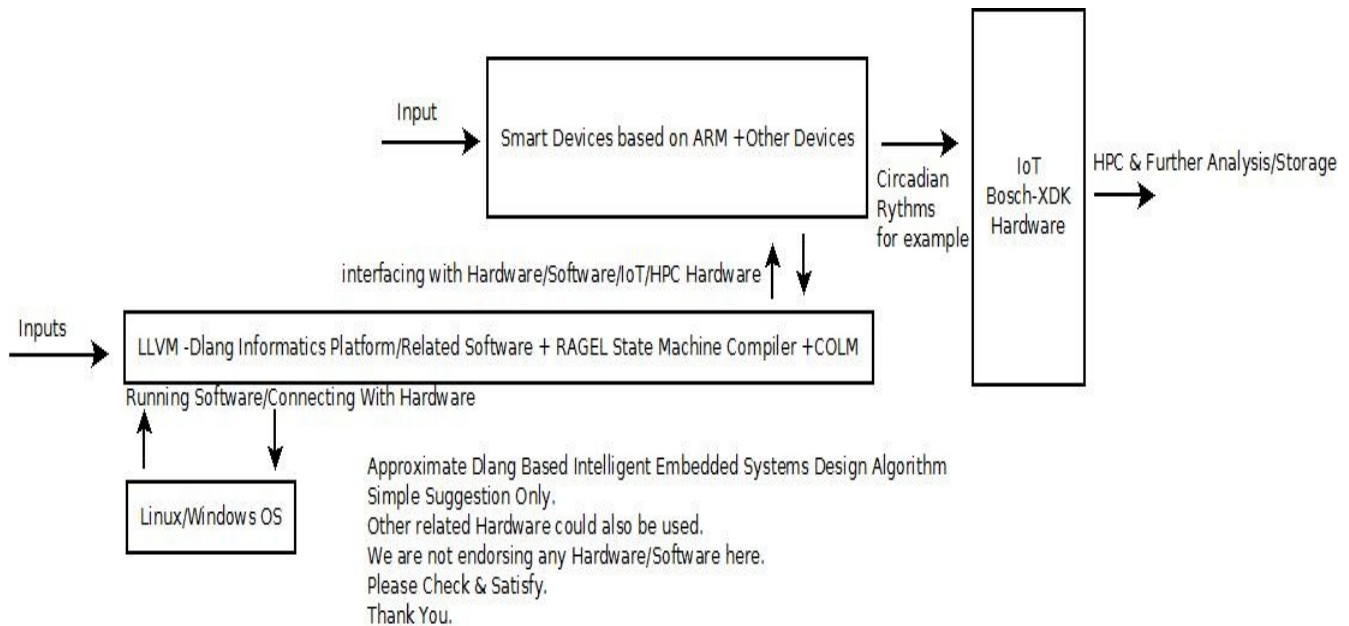 Input
Smart Devices based on ARM +Other Devices
Circadian
Rythms
for example
IoT
Bosch-XDK
Hardware
HPC & Further Analysis/Storage
interfacing with Hardware/Software/IoT/HPC Hardware
Inputs
LLVM -Dlang Informatics Platform/Related Software + RAGEL State Machine Compiler +COLM
Running Software/Connecting With Hardware
Linux/Windows OS
Approximate Dlang Based Intelligent Embedded Systems Design Algorithm
Simple Suggestion Only.
Other related Hardware could also be used.
We are not endorsing any Hardware/Software here.
Please Check & Satisfy.
Thank You.